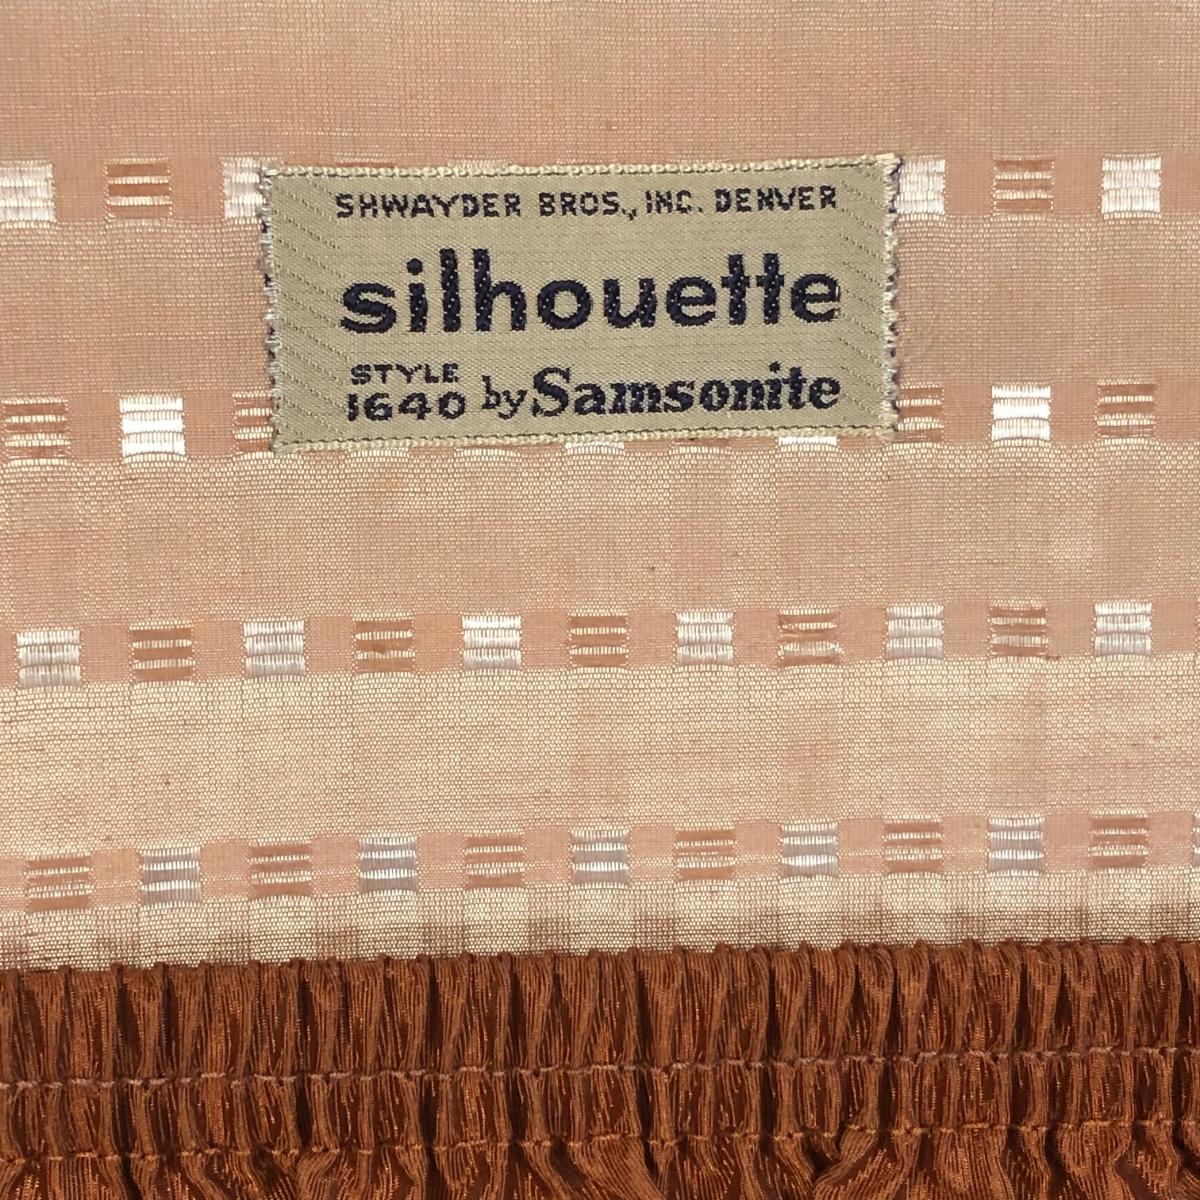 SHWAYDER BROS., INC. DENVER
silhouette
STYLE
1640 by Samsonite